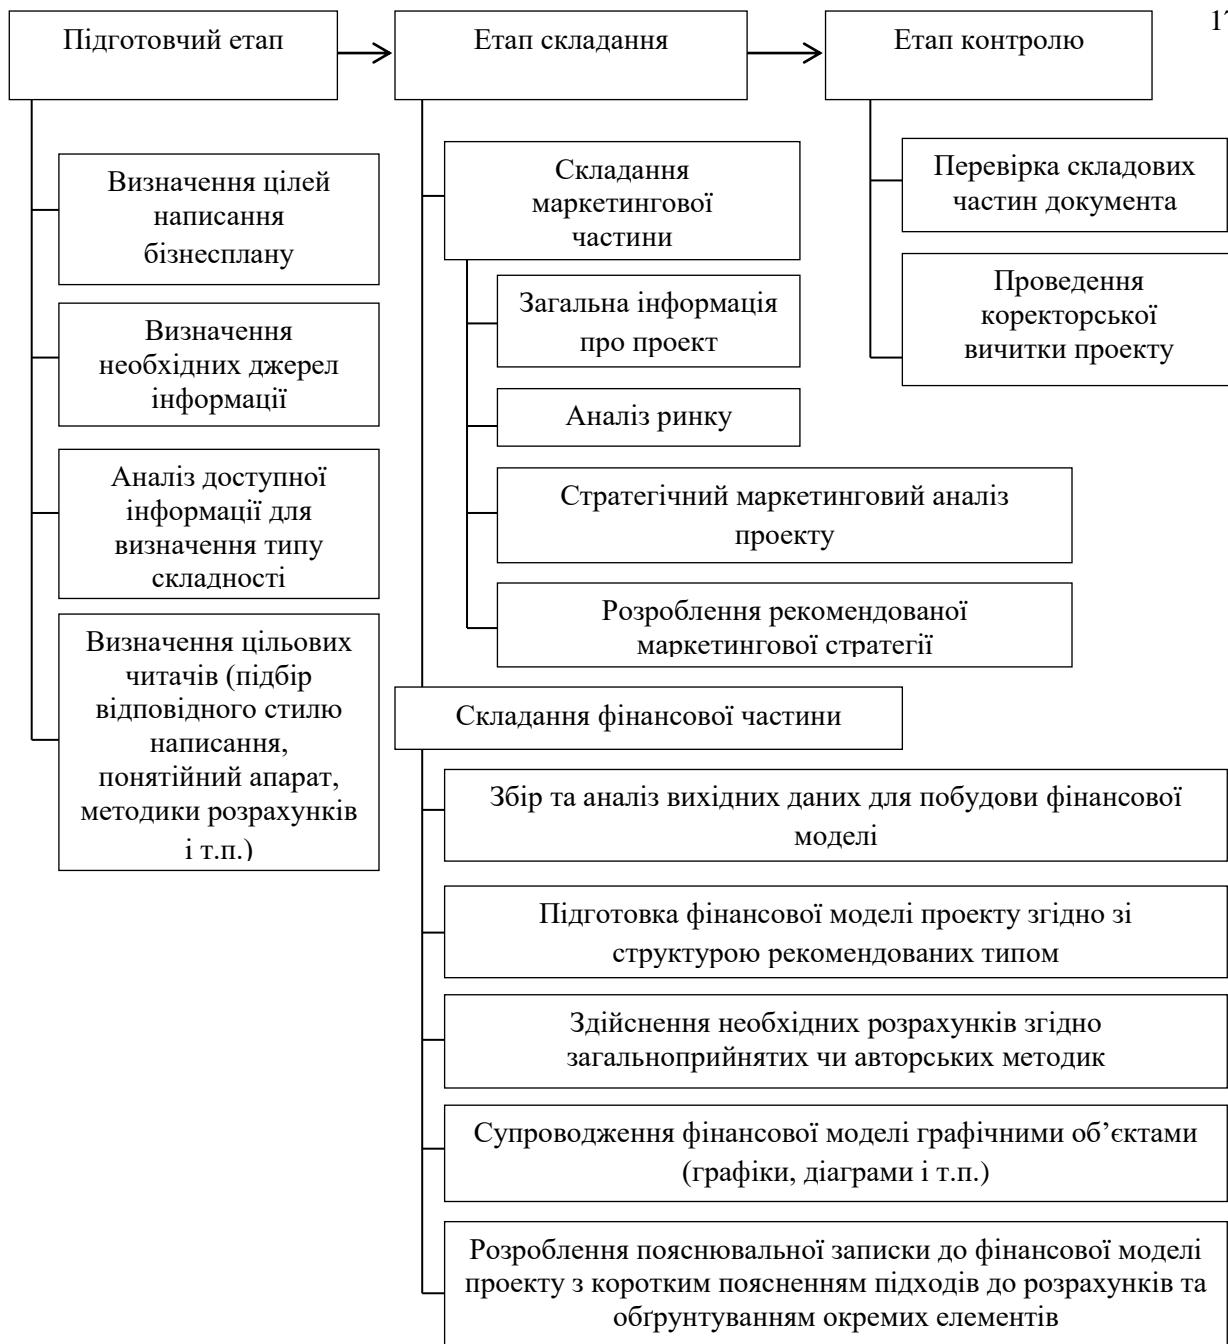 17
Підготовчий етап
Етап складання
Етап контролю
Визначення цілей
написання
бізнесплану
Визначення
необхідних джерел
інформації
Аналіз доступної
інформації для
визначення типу
складності
Визначення цільових
читачів (підбір
відповідного стилю
написання,
понятійний апарат,
методики розрахунків
і т.п.)
Складання
маркетингової
частини
Загальна інформація
про проект
Аналіз ринку
Стратегічний маркетинговий аналіз
проекту
Розроблення рекомендованої
маркетингової стратегії
Складання фінансової частини
Збір та аналіз вихідних даних для побудови фінансової
моделі
Підготовка фінансової моделі проекту згідно зі
структурою рекомендованих типом
Здійснення необхідних розрахунків згідно
загальноприйнятих чи авторських методик
Супроводження фінансової моделі графічними об’єктами
(графіки, діаграми і т.п.)
Розроблення пояснювальної записки до фінансової моделі
проекту з коротким поясненням підходів до розрахунків та
обґрунтуванням окремих елементів
Перевірка складових
частин документа
Проведення
коректорської
вичитки проекту